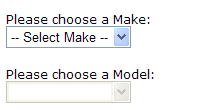 Please choose a Make:
-- Select Make --
Please choose a Model: